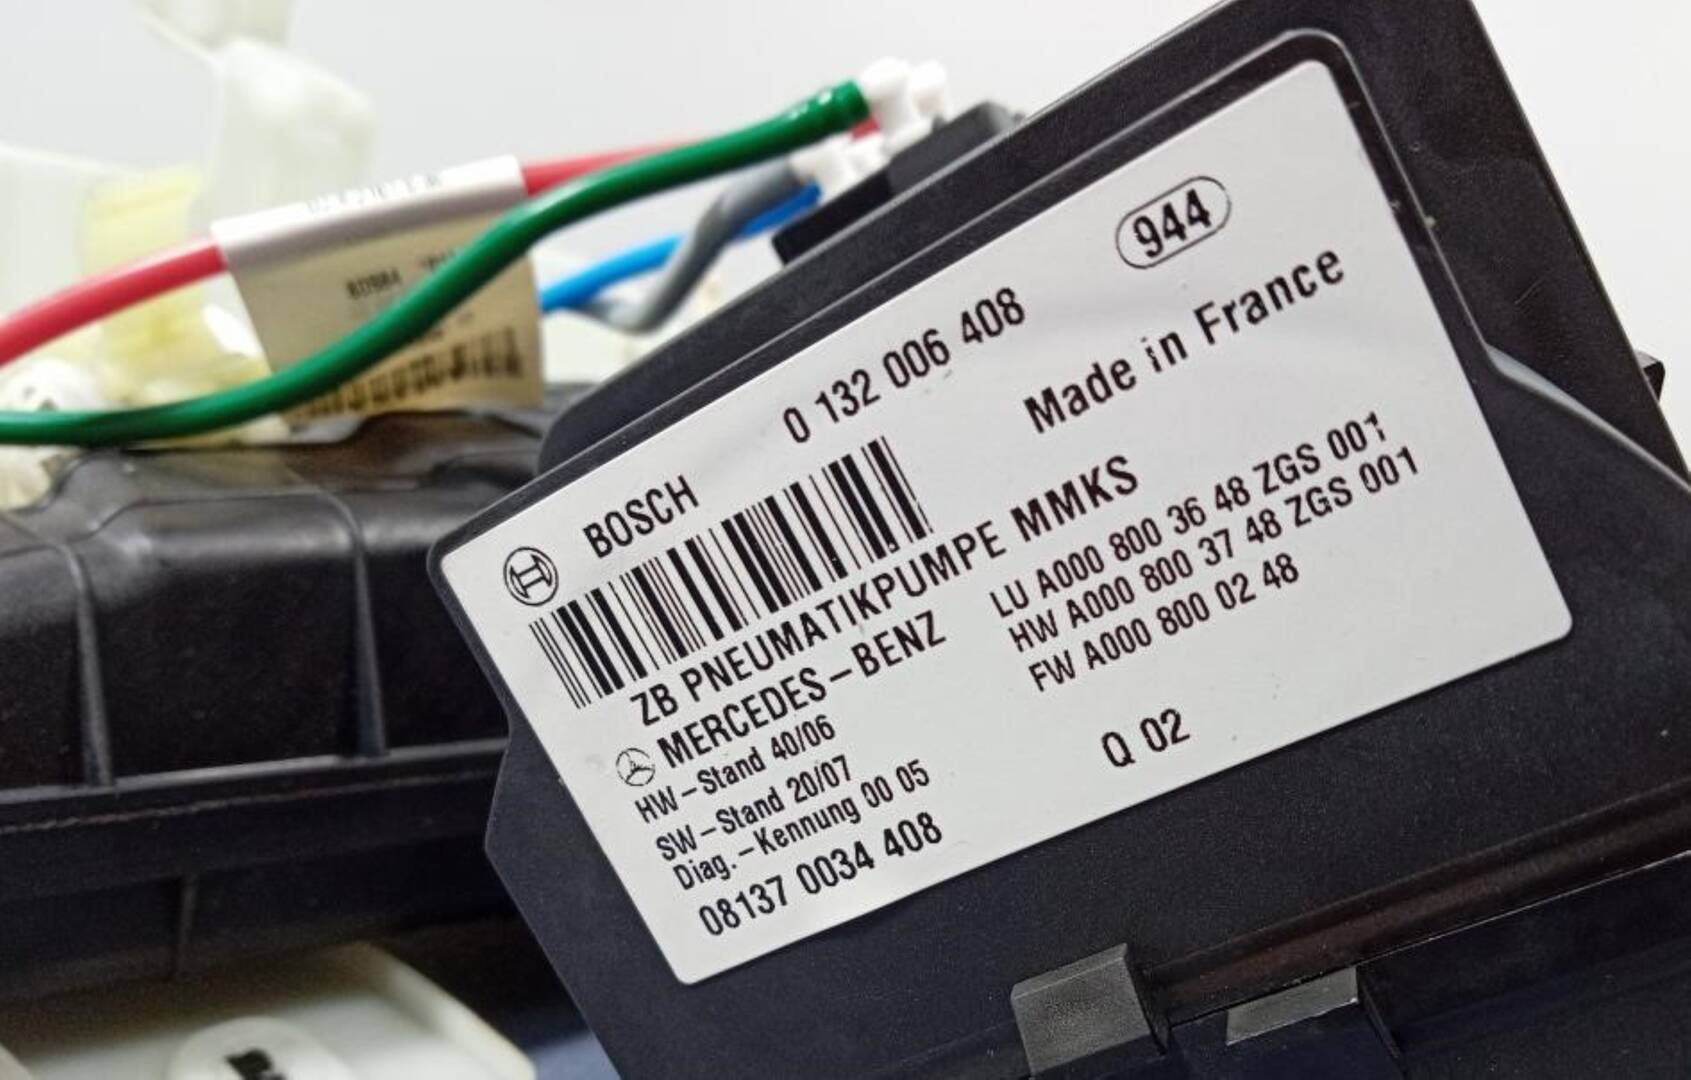 944
0 132 006 408
Made in France
BOSCH
ZB PNEUMATIKPUMPE MMKS
MERCEDES-BENZ
LU A000 800 36 48 ZGS 001
HW A000 800 37 48 ZGS 001
FW A000 800 02 48
HW-Stand 40/06
SW-Stand 20/07
Diag.-Kennung 00 05
Q 02
08137 0034 408